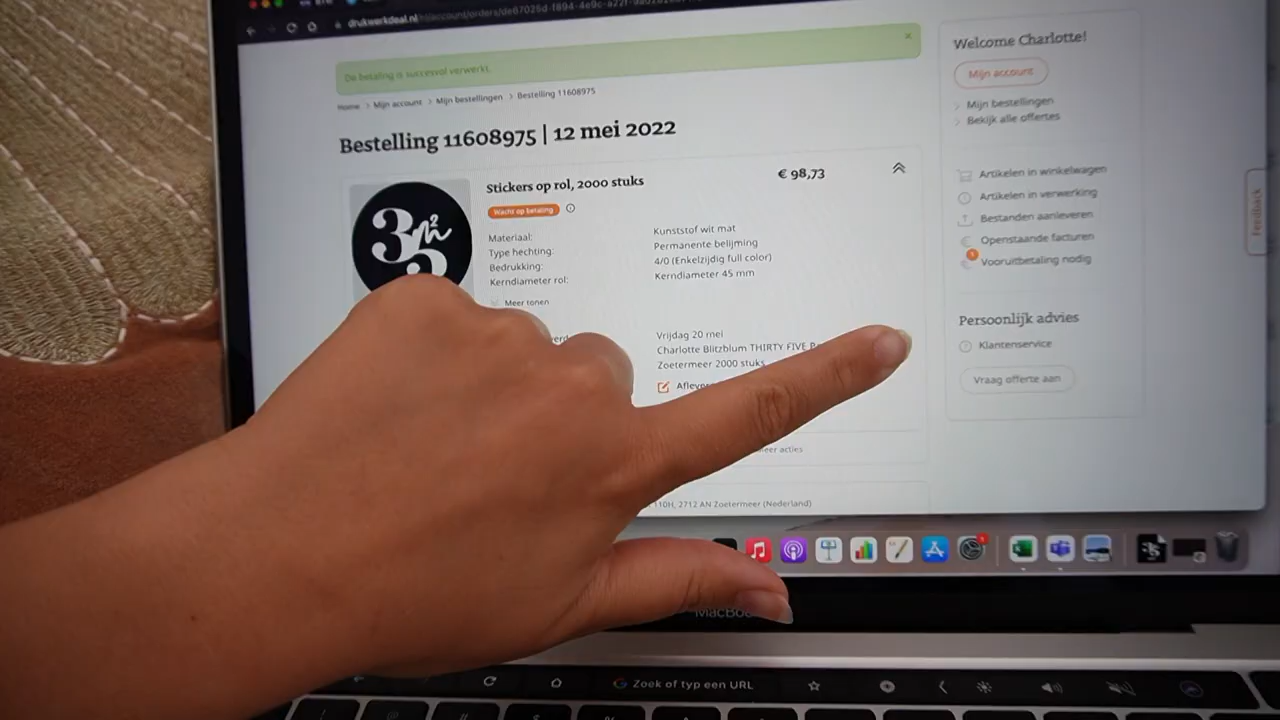 drukwerkdeal.nl
De betaling is succesvol verwerkt.
Home > Mijn account > Mijn bestellingen > Bestelling 11608975
Bestelling 11608975 | 12 mei 2022
Stickers op rol, 2000 stuks
€ 98,73
Wacht op betaling
Materiaal: Kunststof wit mat
Type hechting: Permanente belijming
Bedrukking: 4/0 (Enkelzijdig full color)
Kerndiameter rol: Kerndiameter 45 mm
Meer tonen
Vrijdag 20 mei
Charlotte Blitzblum THIRTY FIVE
Zoetermeer 2000 stuks
acties
110H, 2712 AN Zoetermeer (Nederland)
Welcome Charlotte!
Mijn account
Mijn bestellingen
Bekijk alle offertes
Artikelen in winkelwagen
Artikelen in verwerking
Bestanden aanleveren
Openstaande facturen
Vooruitbetaling nodig
Persoonlijk advies
Klantenservice
Vraag offerte aan
Feedback
Zoek of typ een URL